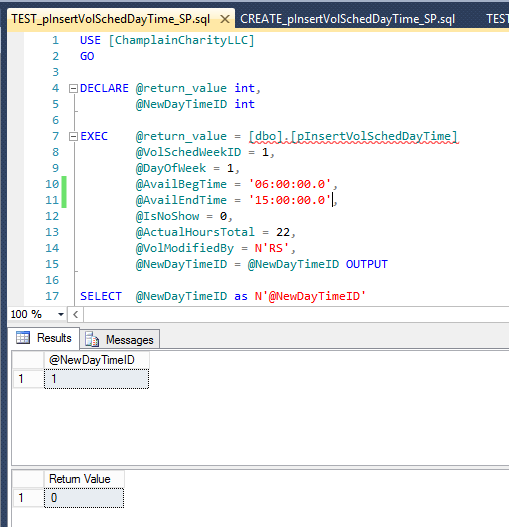 TEST_pInsertVolSchedDayTime_SP.sql
CREATE_pInsertVolSchedDayTime_SP.sql
TEST
1 USE [ChamplainCharityLLC]
2 GO
3
4 DECLARE @return_value int,
5 @NewDayTimeID int
6
7 EXEC @return_value = [dbo].[pInsertVolSchedDayTime]
8 @VolSchedWeekID = 1,
9 @DayOfWeek = 1,
10 @AvailBegTime = '06:00:00.0',
11 @AvailEndTime = '15:00:00.0',
12 @IsNoShow = 0,
13 @ActualHoursTotal = 22,
14 @VolModifiedBy = N'RS',
15 @NewDayTimeID = @NewDayTimeID OUTPUT
16
17 SELECT @NewDayTimeID as N'@NewDayTimeID'
100 %
Results Messages
@NewDayTimeID
1 1
Return Value
1 0